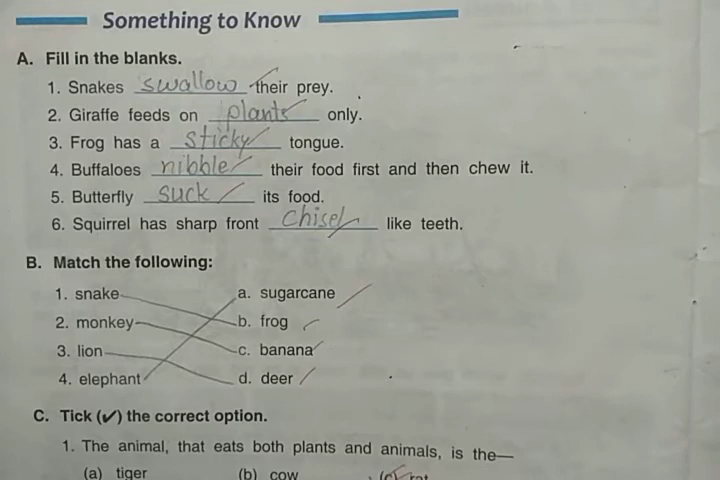 Something to Know
A. Fill in the blanks.
1. Snakes swallow their prey.
2. Giraffe feeds on plants only.
3. Frog has a sticky tongue.
4. Buffaloes nibble their food first and then chew it.
5. Butterfly suck its food.
6. Squirrel has sharp front chisel like teeth.
B. Match the following:
1. snake a. sugarcane
2. monkey b. frog
3. lion c. banana
4. elephant d. deer
C. Tick (✔) the correct option.
1. The animal, that eats both plants and animals, is the—
(a) tiger (b) cow (c) rat